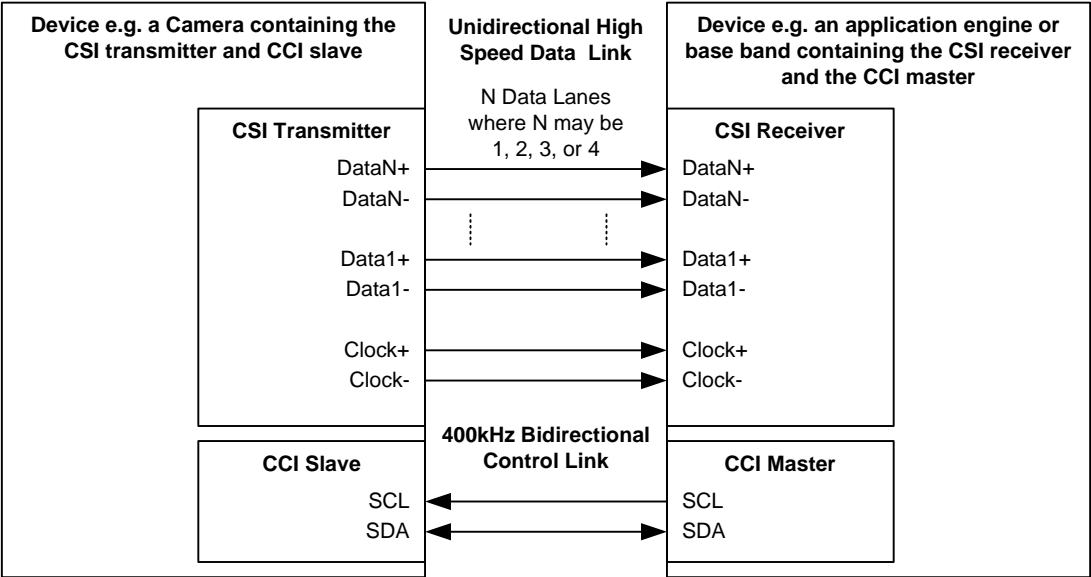 Device e.g. a Camera containing the
CSI transmitter and CCI slave
Unidirectional High
Speed Data Link
N Data Lanes
where N may be
1, 2, 3, or 4
Device e.g. an application engine or
base band containing the CSI receiver
and the CCI master
CSI Transmitter
DataN+
DataN-
Data1+
Data1-
Clock+
Clock-
CSI Receiver
DataN+
DataN-
Data1+
Data1-
Clock+
Clock-
400kHz Bidirectional
Control Link
CCI Slave
SCL
SDA
CCI Master
SCL
SDA